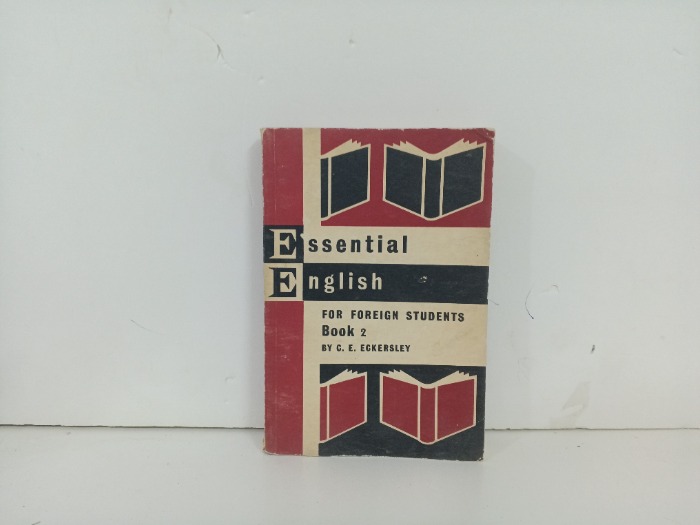 Essential
English
FOR FOREIGN STUDENTS
Book 2
BY C. E. ECKERSLEY